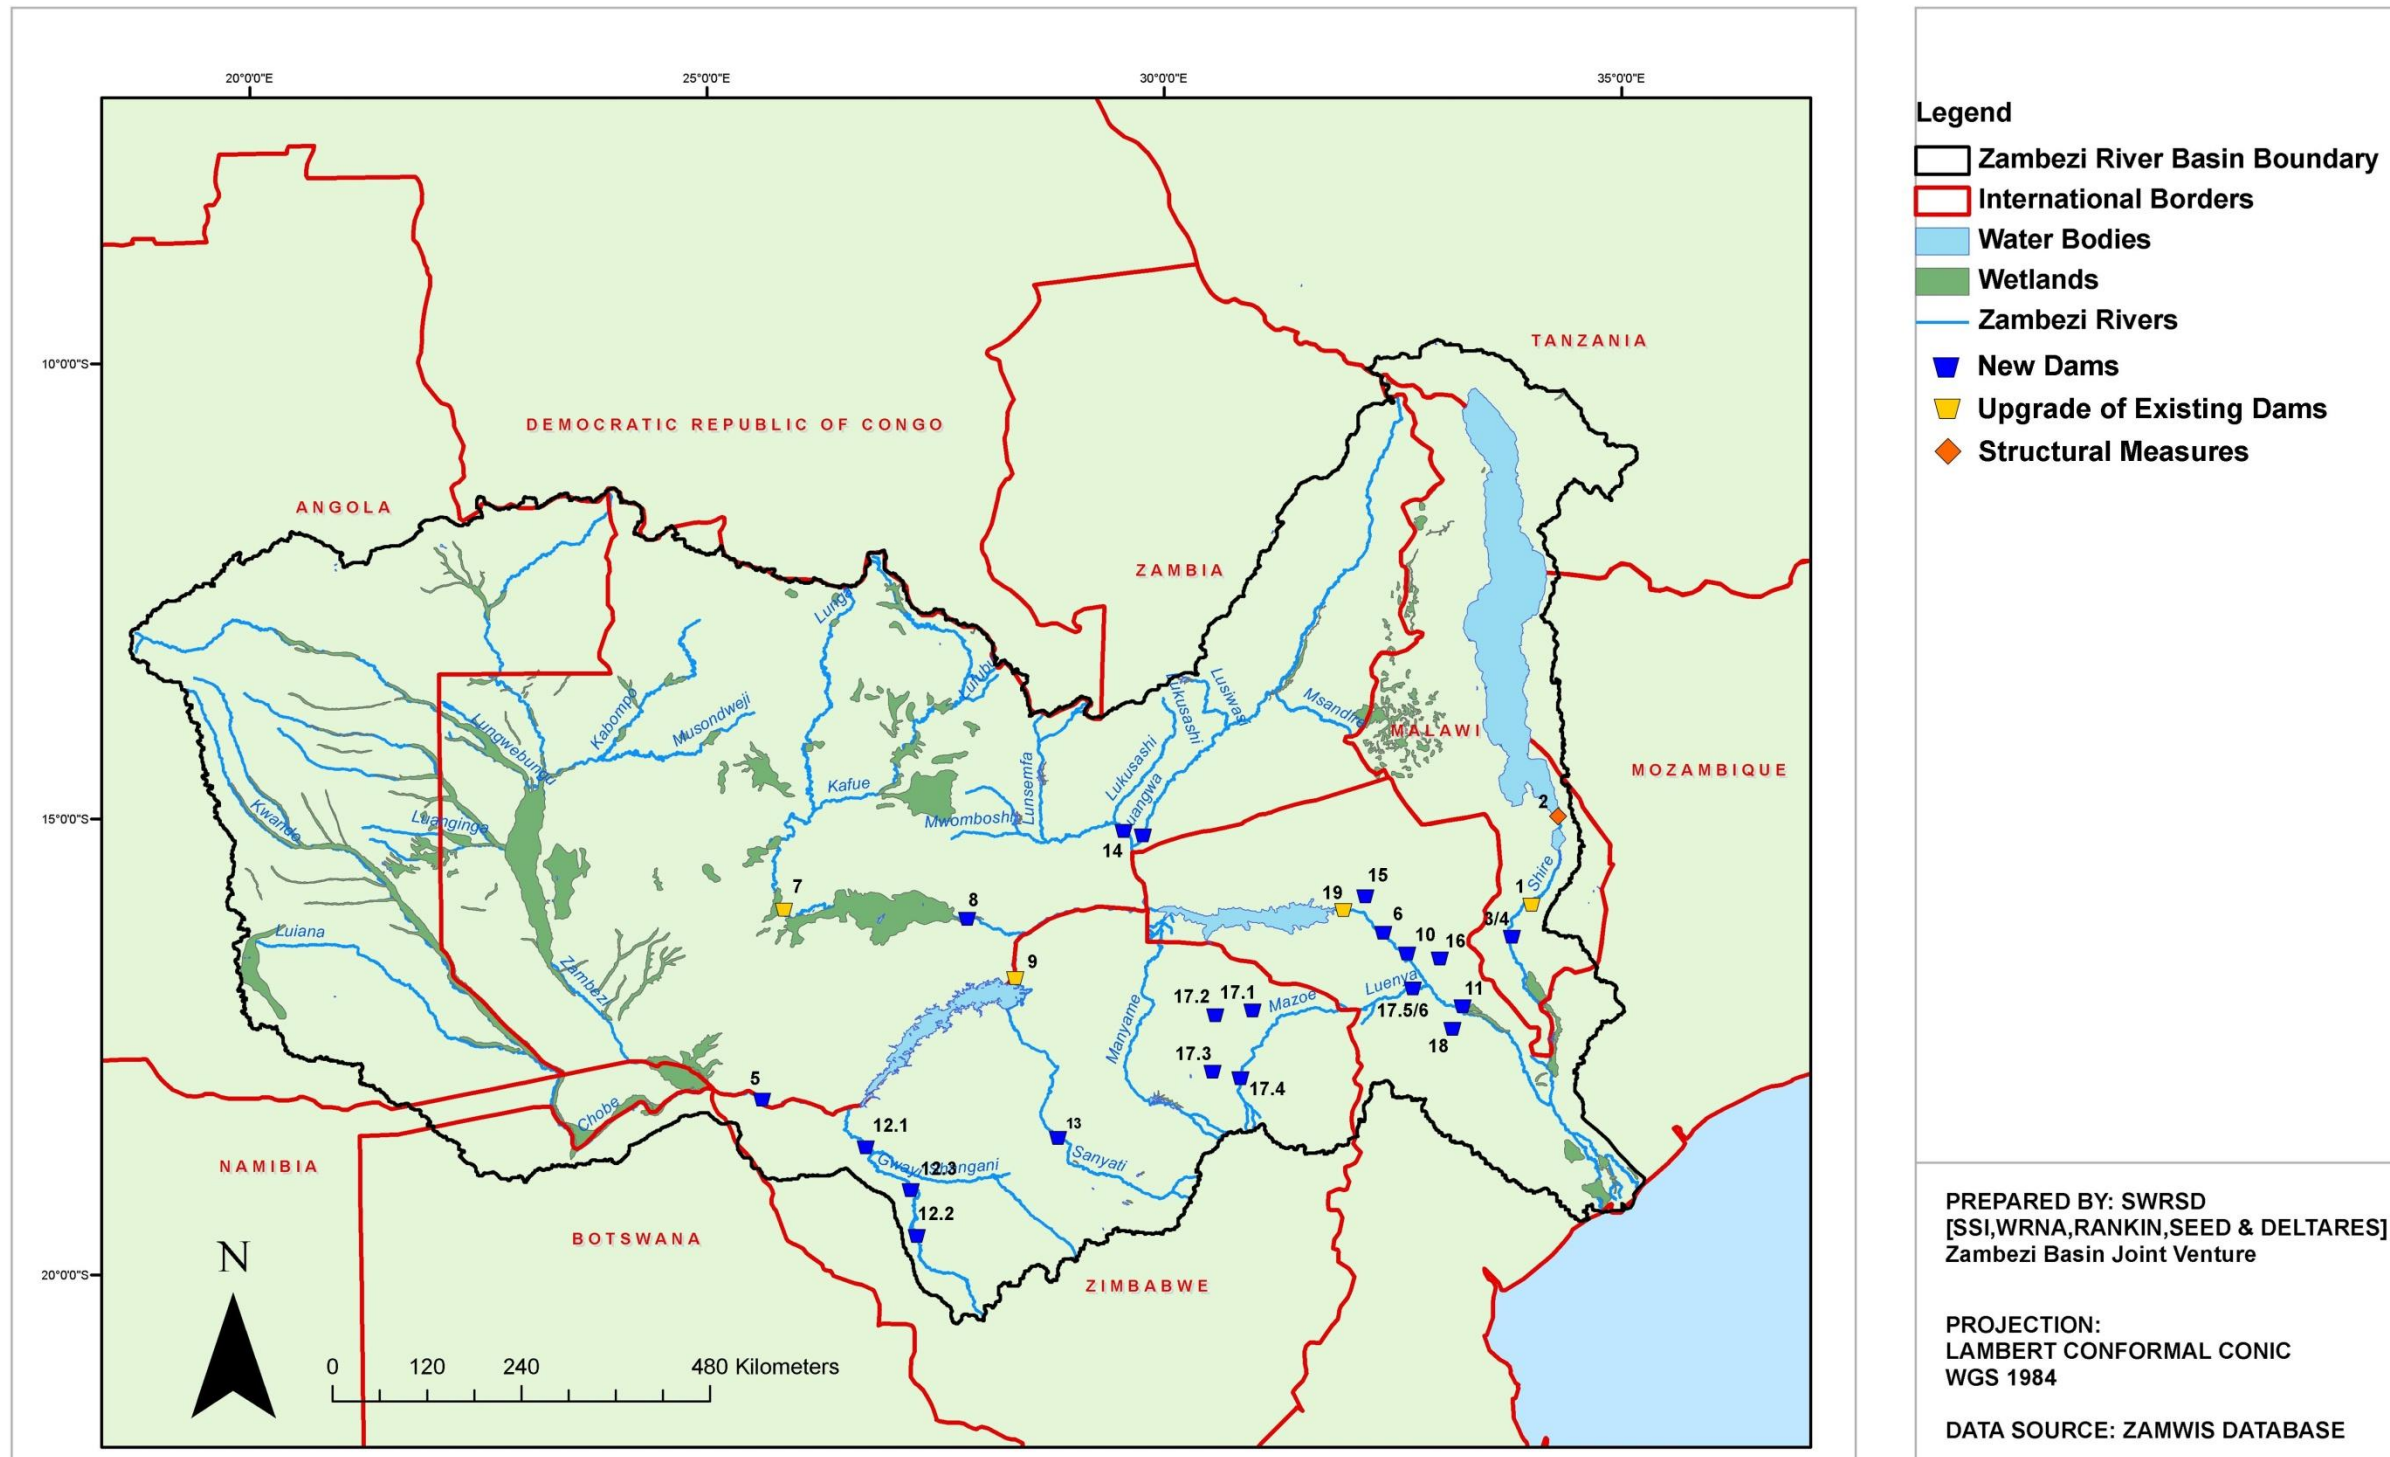 20°0'0"E
25°0'0"E
30°0'0"E
35°0'0"E
10°0'0"S
15°0'0"S
20°0'0"S
TANZANIA
DEMOCRATIC REPUBLIC OF CONGO
ANGOLA
ZAMBIA
MALAWI
MOZAMBIQUE
NAMIBIA
BOTSWANA
ZIMBABWE
Lunga
Lufubu
Kabompo
Musondweji
Lungwebungu
Lukusashi
Lusiwasi
Msandire
Lukusashi
Luangwa
Lunsemfa
Kafue
Mwomboshi
Kwando
Luanginga
Luiana
Zambezi
Shire
Luenya
Mazoe
Manyame
Chobe
Gwayi
Shangani
Sanyati
2
14
7
8
19
15
1
3/4
6
10
16
9
17.2
17.1
11
17.5/6
18
17.3
17.4
5
12.1
13
12.3
12.2
N
0 120 240 480 Kilometers
Legend
Zambezi River Basin Boundary
International Borders
Water Bodies
Wetlands
Zambezi Rivers
New Dams
Upgrade of Existing Dams
Structural Measures
PREPARED BY: SWRSD
[SSI,WRNA,RANKIN,SEED & DELTARES]
Zambezi Basin Joint Venture
PROJECTION:
LAMBERT CONFORMAL CONIC
WGS 1984
DATA SOURCE: ZAMWIS DATABASE